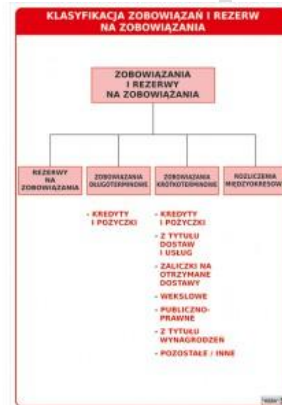 KLASYFIKACJA ZOBOWIĄZAŃ I REZERW
NA ZOBOWIĄZANIA
ZOBOWIĄZANIA
I REZERWY
NA ZOBOWIĄZANIA
REZERWY
NA
ZOBOWIĄZANIA
ZOBOWIĄZANIA
DŁUGOTERMINOWE
ZOBOWIĄZANIA
KRÓTKOTERMINOWE
ROZLICZENIA
MIĘDZYOKRESOWE
- KREDYTY
I POŻYCZKI
- KREDYTY
I POŻYCZKI
- Z TYTUŁU
DOSTAW
I USŁUG
- ZALICZKI NA
OTRZYMANE
DOSTAWY
- WEKSLOWE
- PUBLICZNO-
PRAWNE
- Z TYTUŁU
WYNAGRODZEŃ
- POZOSTAŁE / INNE